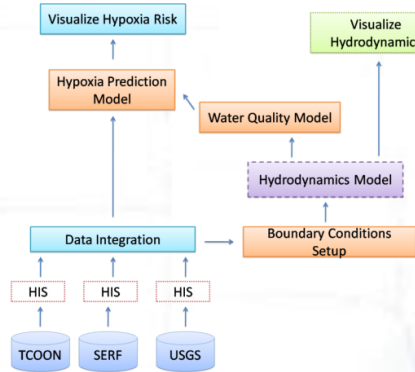 Visualize Hypoxia Risk
Visualize
Hydrodynamic
Hypoxia Prediction
Model
Water Quality Model
Hydrodynamics Model
Data Integration
Boundary Conditions
Setup
HIS
HIS
HIS
TCOON
SERF
USGS